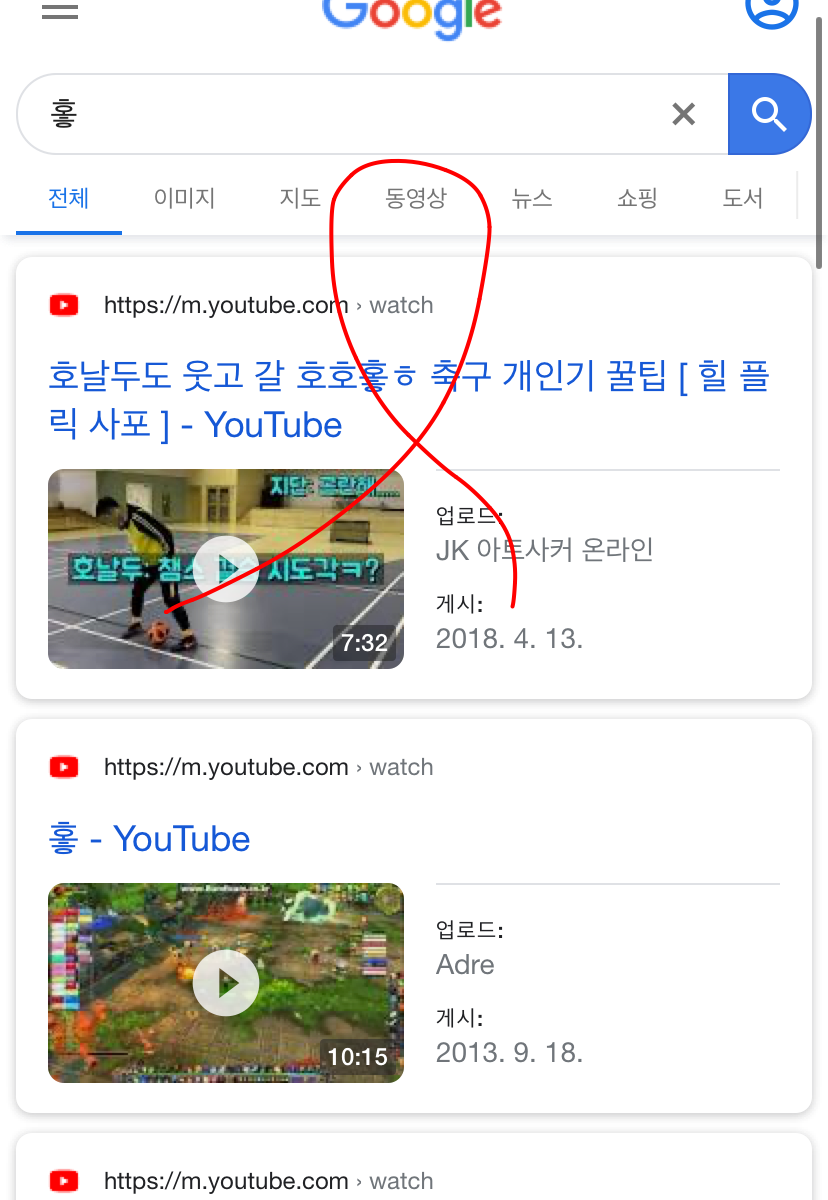 Google
훟
전체 이미지 지도 동영상 뉴스 쇼핑 도서
https://m.youtube.com › watch
호날두도 웃고 갈 호호훟ㅎ 축구 개인기 꿀팁 [ 힐 플
릭 사포 ] - YouTube
지단: 곤란해....
호날두: 챔스 결승 시도각ㅋ?
7:32
업로드:
JK 아트사커 온라인
게시:
2018. 4. 13.
https://m.youtube.com › watch
훟 - YouTube
10:15
업로드:
Adre
게시:
2013. 9. 18.
https://m.youtube.com › watch